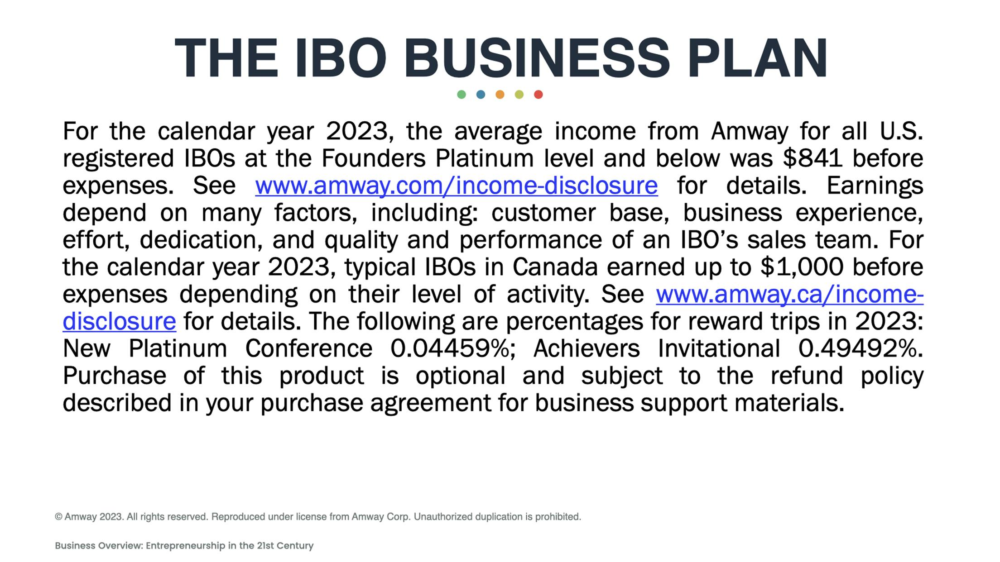 THE IBO BUSINESS PLAN
For the calendar year 2023, the average income from Amway for all U.S.
registered IBOs at the Founders Platinum level and below was $841 before
expenses. See www.amway.com/income-disclosure for details. Earnings
depend on many factors, including: customer base, business experience,
effort, dedication, and quality and performance of an IBO’s sales team. For
the calendar year 2023, typical IBOs in Canada earned up to $1,000 before
expenses depending on their level of activity. See www.amway.ca/income-
disclosure for details. The following are percentages for reward trips in 2023:
New Platinum Conference 0.04459%; Achievers Invitational 0.49492%.
Purchase of this product is optional and subject to the refund policy
described in your purchase agreement for business support materials.
© Amway 2023. All rights reserved. Reproduced under license from Amway Corp. Unauthorized duplication is prohibited.
Business Overview: Entrepreneurship in the 21st Century